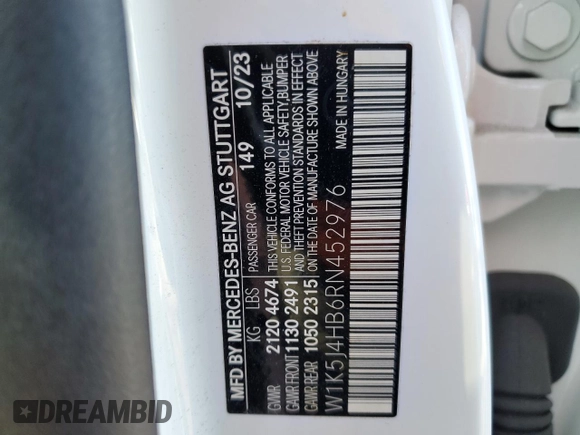 MFD BY MERCEDES-BENZ AG STUTTGART
KG LBS PASSENGER CAR 149 10/23
GVWR 2120 4674 THIS VEHICLE CONFORMS TO ALL APPLICABLE
GAWR FRONT 1130 2491 U.S. FEDERAL MOTOR VEHICLE SAFETY, BUMPER
GAWR REAR 1050 2315 AND THEFT PREVENTION STANDARDS IN EFFECT
ON THE DATE OF MANUFACTURE SHOWN ABOVE
W1K5J4HB6RN452976 MADE IN HUNGARY
DREAMBID